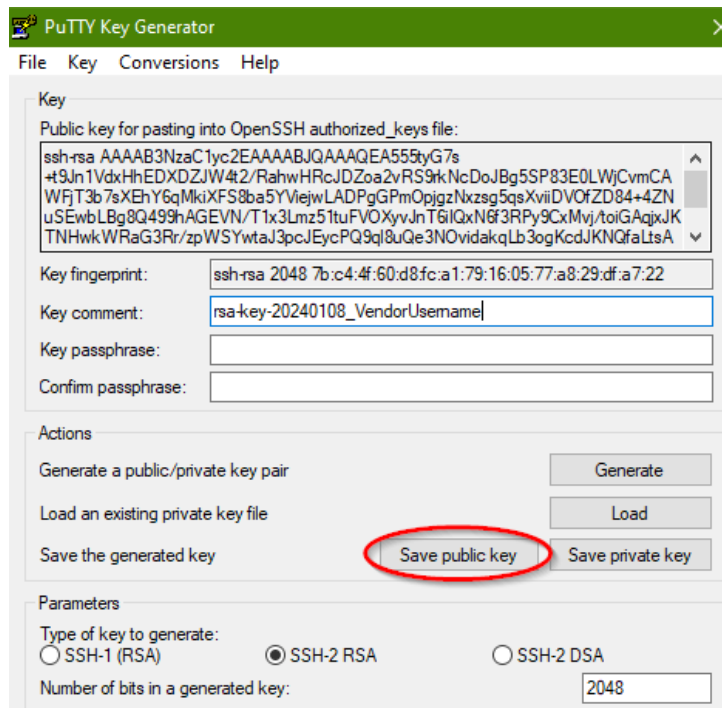 PuTTY Key Generator
File Key Conversions Help
Key
Public key for pasting into OpenSSH authorized_keys file:
ssh-rsa AAAAB3NzaC1yc2EAAAABJQAAAQEA555tyG7s
+t9Jn1VdxHhEDXDZJW4t2/RahwHRcJDZoa2vRS9rkNcDoJBg5SP83E0LWjCvmCA
WFjT3b7sXEhY6qMkiXFS8ba5YViejwLADPgGPmOpjgzNxzsg5qsXviiDVOfZD84+4ZN
uSEwbLBg8Q499hAGEVN/T1x3Lmz51tuFVOXyvJnT6iIQxN6f3RPy9CxMvj/toiGAqjxJK
TNHwkWRaG3Rr/zpWSYwtaJ3pcJEycPQ9ql8uQe3NOvidakqLb3ogKcdJKNQfaLtsA
Key fingerprint: ssh-rsa 2048 7b:c4:4f:60:d8:fc:a1:79:16:05:77:a8:29:df:a7:22
Key comment: rsa-key-20240108_VendorUsername
Key passphrase:
Confirm passphrase:
Actions
Generate a public/private key pair Generate
Load an existing private key file Load
Save the generated key Save public key Save private key
Parameters
Type of key to generate:
SSH-1 (RSA) SSH-2 RSA SSH-2 DSA
Number of bits in a generated key: 2048